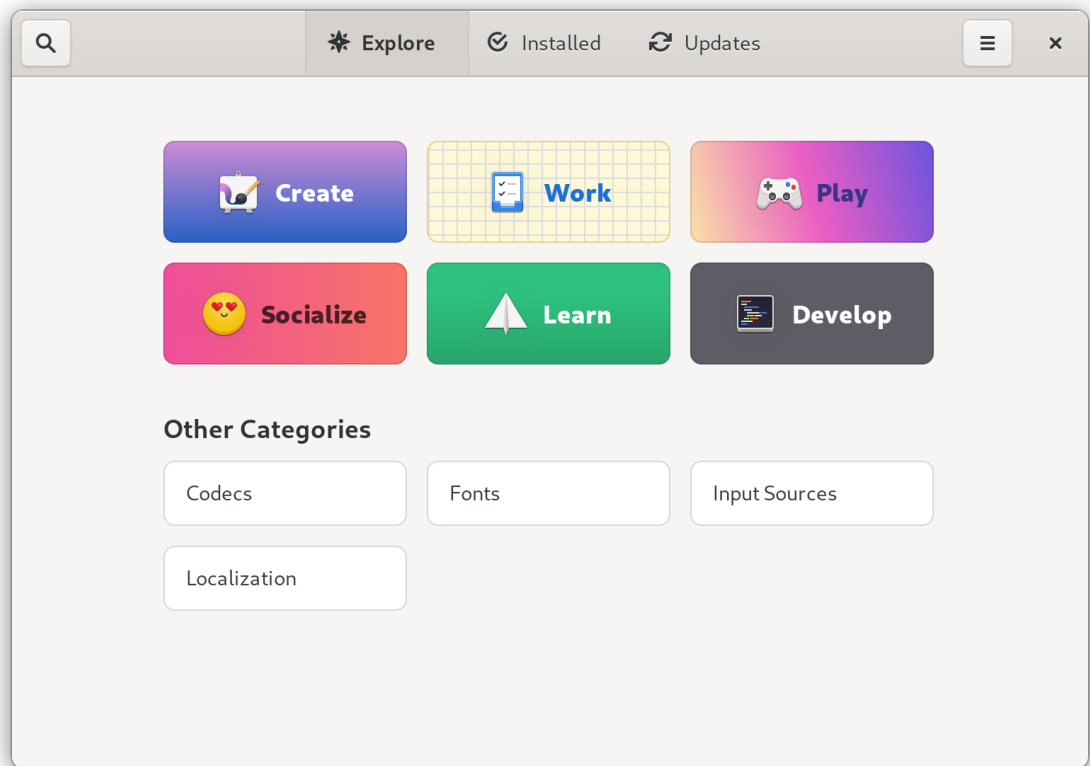 Explore Installed Updates
Create Work Play
Socialize Learn Develop
Other Categories
Codecs Fonts Input Sources
Localization